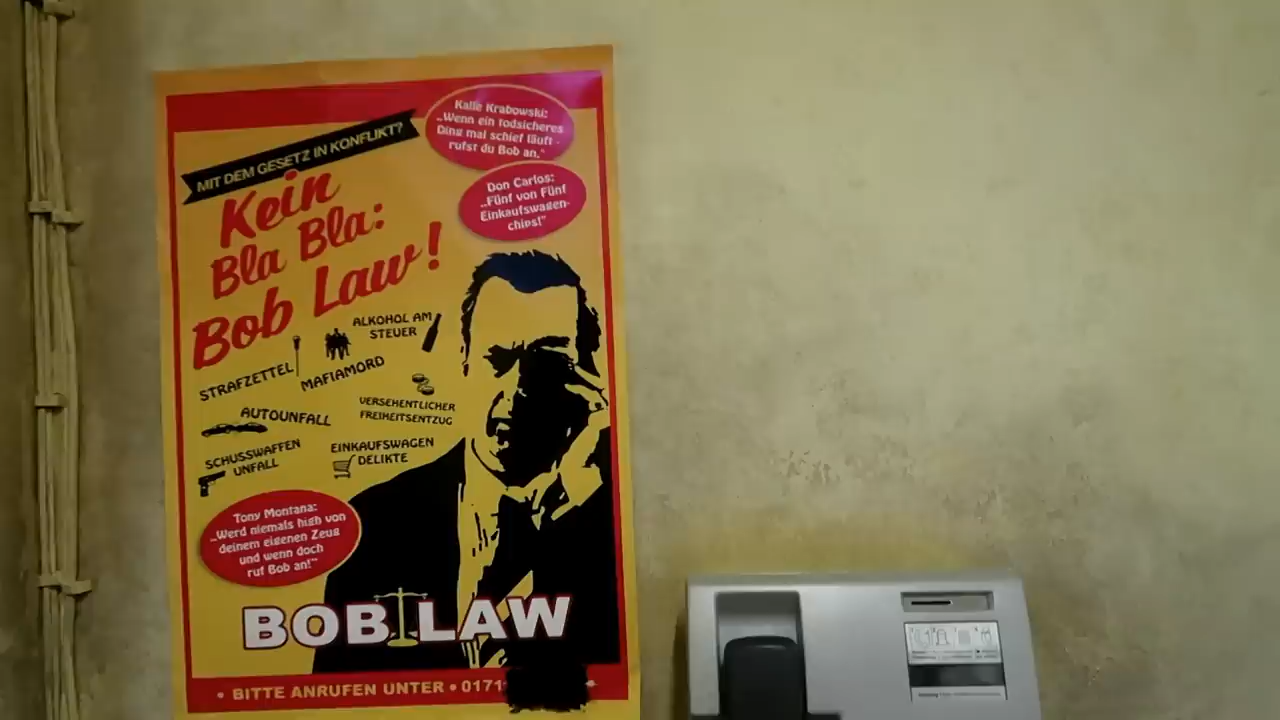 MIT DEM GESETZ IN KONFLIKT?
Kein
Bla Bla:
Bob Law!
Kalle Krabowski:
„Wenn ein todsicheres
Ding mal schief läuft -
rufst du Bob an."
Don Carlos:
„Fünf von Fünf
Einkaufswagen-
chips!"
ALKOHOL AM
STEUER
STRAFZETTEL
MAFIAMORD
AUTOUNFALL
VERSEHENTLICHER
FREIHEITSENTZUG
SCHUSSWAFFEN
UNFALL
EINKAUFSWAGEN
DELIKTE
Tony Montana:
„Werd niemals high von
deinem eigenen Zeug
und wenn doch
ruf Bob an!"
BOB LAW
• BITTE ANRUFEN UNTER • 0171